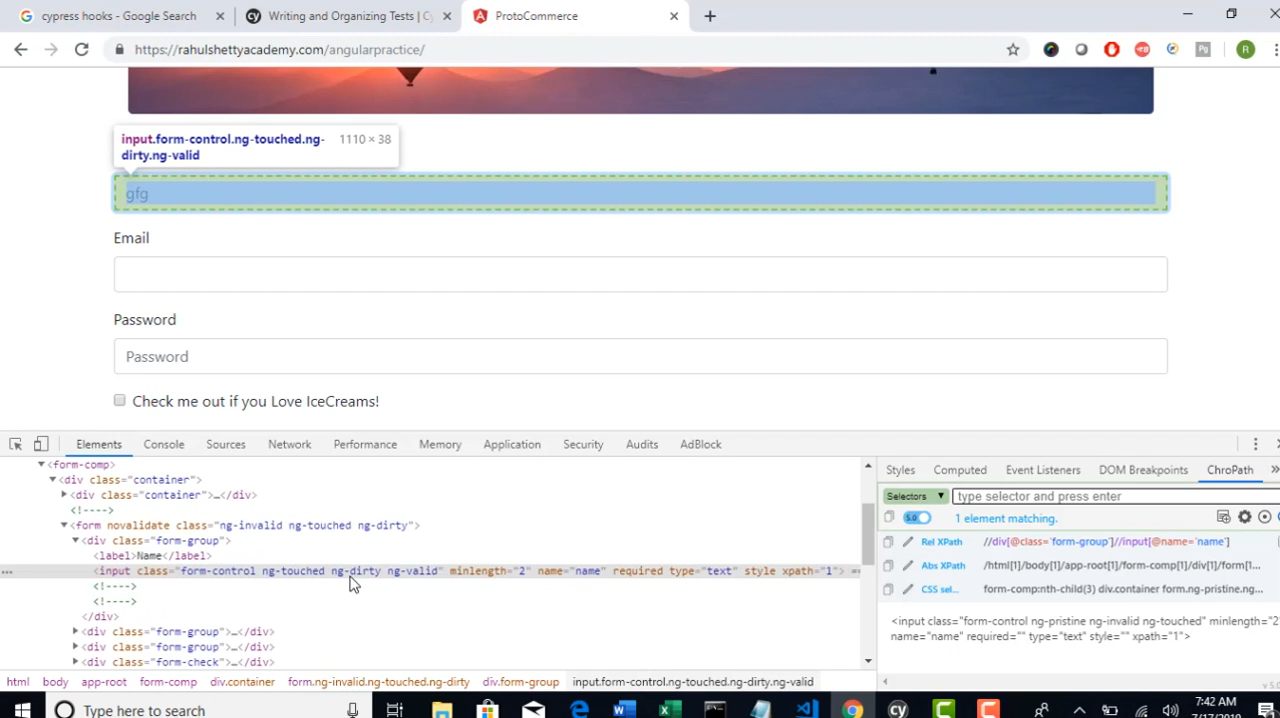 cypress hooks - Google Search
Writing and Organizing Tests | Cy
ProtoCommerce
https://rahulshettyacademy.com/angularpractice/
R
input.form-control.ng-touched.ng-
dirty.ng-valid
1110 × 38
gfg
Email
Password
Password
Check me out if you Love IceCreams!
Elements Console Sources Network Performance Memory Application Security Audits AdBlock
▼<form-comp>
▼<div class="container">
▶<div class="container">…</div>
<!---->
▼<form novalidate class="ng-invalid ng-touched ng-dirty">
▼<div class="form-group">
<label>Name</label>
<input class="form-control ng-touched ng-dirty ng-valid" minlength="2" name="name" required type="text" style xpath="1"> ==
<!---->
<!---->
</div>
▶<div class="form-group">…</div>
▶<div class="form-group">…</div>
▶<div class="form-check">…</div>
html body app-root form-comp div.container form.ng-invalid.ng-touched.ng-dirty div.form-group input.form-control.ng-touched.ng-dirty.ng-valid
Styles Computed Event Listeners DOM Breakpoints ChroPath »
Selectors ▼ type selector and press enter
5.0 1 element matching.
Rel XPath //div[@class='form-group']//input[@name='name']
Abs XPath /html[1]/body[1]/app-root[1]/form-comp[1]/div[1]/form[1...
CSS sel... form-comp:nth-child(3) div.container form.ng-pristine.ng...
<input class="form-control ng-pristine ng-invalid ng-touched" minlength="2"
name="name" required="" type="text" style="" xpath="1">
Type here to search
7:42 AM